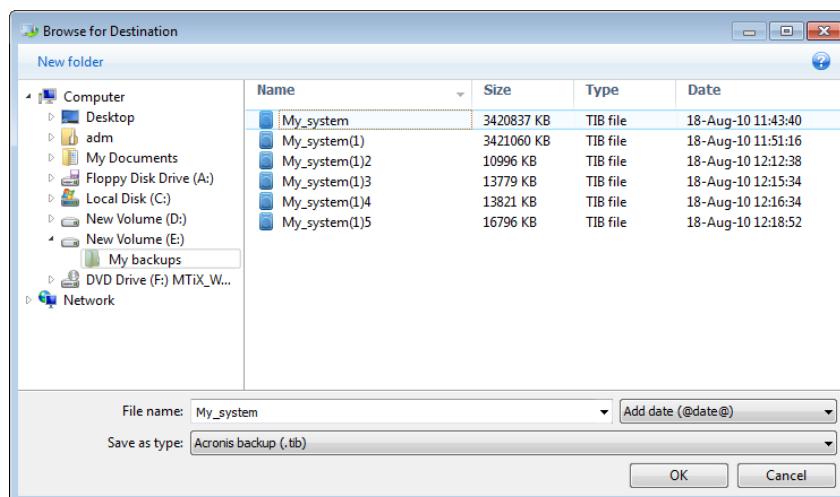 Browse for Destination
New folder
Computer
Desktop
adm
My Documents
Floppy Disk Drive (A:)
Local Disk (C:)
New Volume (D:)
New Volume (E:)
My backups
DVD Drive (F:) MTiX_W...
Network
Name Size Type Date
My_system 3420837 KB TIB file 18-Aug-10 11:43:40
My_system(1) 3421060 KB TIB file 18-Aug-10 11:51:16
My_system(1)2 10996 KB TIB file 18-Aug-10 12:12:38
My_system(1)3 13779 KB TIB file 18-Aug-10 12:15:34
My_system(1)4 13821 KB TIB file 18-Aug-10 12:16:34
My_system(1)5 16796 KB TIB file 18-Aug-10 12:18:52
File name: My_system Add date (@date@)
Save as type: Acronis backup (.tib)
OK Cancel